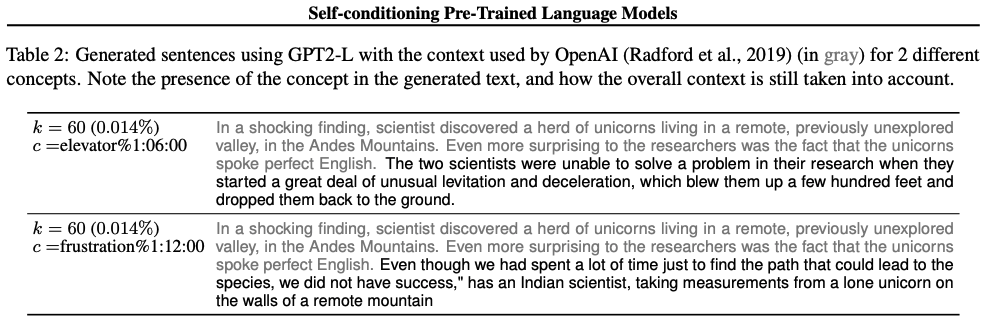 Self-conditioning Pre-Trained Language Models
Table 2: Generated sentences using GPT2-L with the context used by OpenAI (Radford et al., 2019) (in gray) for 2 different
concepts. Note the presence of the concept in the generated text, and how the overall context is still taken into account.
k = 60 (0.014%)
c =elevator%1:06:00
In a shocking finding, scientist discovered a herd of unicorns living in a remote, previously unexplored
valley, in the Andes Mountains. Even more surprising to the researchers was the fact that the unicorns
spoke perfect English. The two scientists were unable to solve a problem in their research when they
started a great deal of unusual levitation and deceleration, which blew them up a few hundred feet and
dropped them back to the ground.
k = 60 (0.014%)
c =frustration%1:12:00
In a shocking finding, scientist discovered a herd of unicorns living in a remote, previously unexplored
valley, in the Andes Mountains. Even more surprising to the researchers was the fact that the unicorns
spoke perfect English. Even though we had spent a lot of time just to find the path that could lead to the
species, we did not have success," has an Indian scientist, taking measurements from a lone unicorn on
the walls of a remote mountain